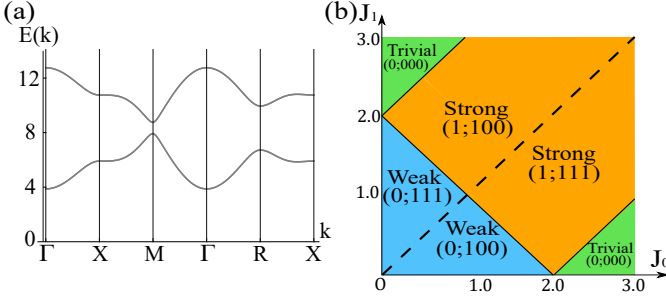 (a)
E(k)
12
8
4
0
Γ X M Γ R X
k
(b)
J₁
3.0
2.0
1.0
0 1.0 2.0 3.0
J₀
Trivial
(0;000)
Strong
(1;100)
Strong
(1;111)
Weak
(0;111)
Weak
(0;100)
Trivial
(0;000)